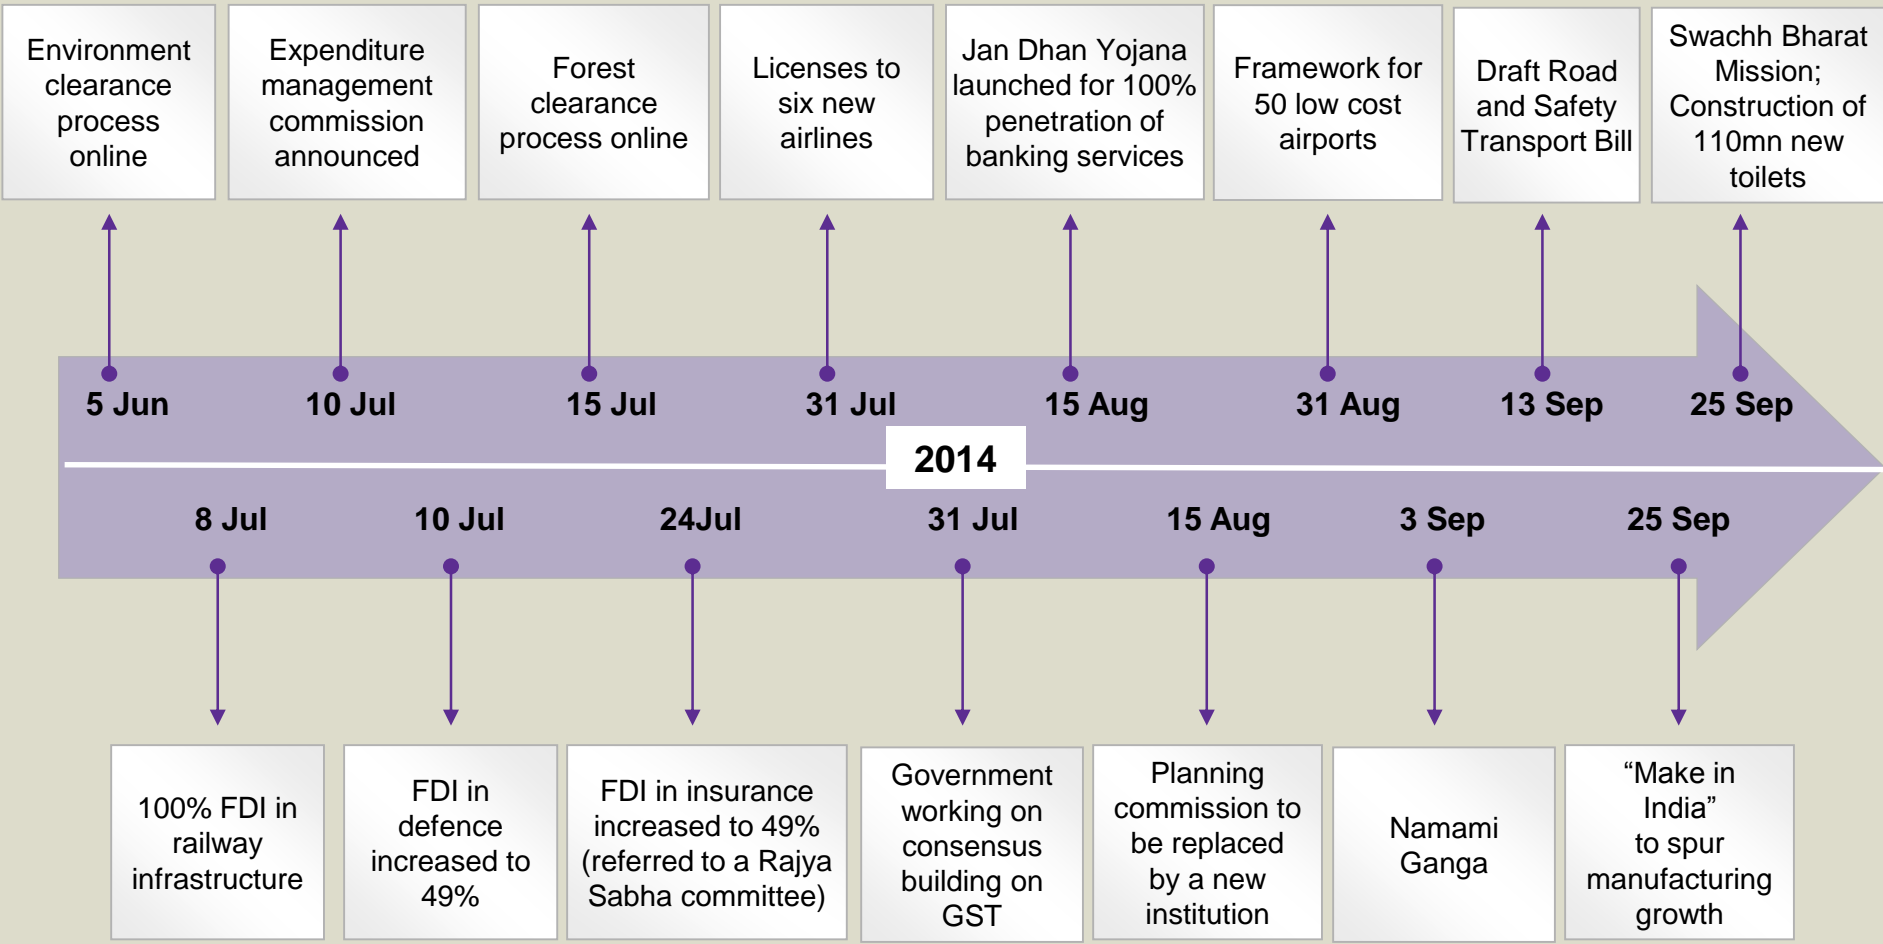 Environment
clearance
process
online
Expenditure
management
commission
announced
Forest
clearance
process online
Licenses to
six new
airlines
Jan Dhan Yojana
launched for 100%
penetration of
banking services
Framework for
50 low cost
airports
Draft Road
and Safety
Transport Bill
Swachh Bharat
Mission;
Construction of
110mn new
toilets
5 Jun
10 Jul
15 Jul
31 Jul
15 Aug
31 Aug
13 Sep
25 Sep
2014
8 Jul
10 Jul
24Jul
31 Jul
15 Aug
3 Sep
25 Sep
100% FDI in
railway
infrastructure
FDI in
defence
increased to
49%
FDI in insurance
increased to 49%
(referred to a Rajya
Sabha committee)
Government
working on
consensus
building on
GST
Planning
commission to
be replaced
by a new
institution
Namami
Ganga
“Make in
India”
to spur
manufacturing
growth